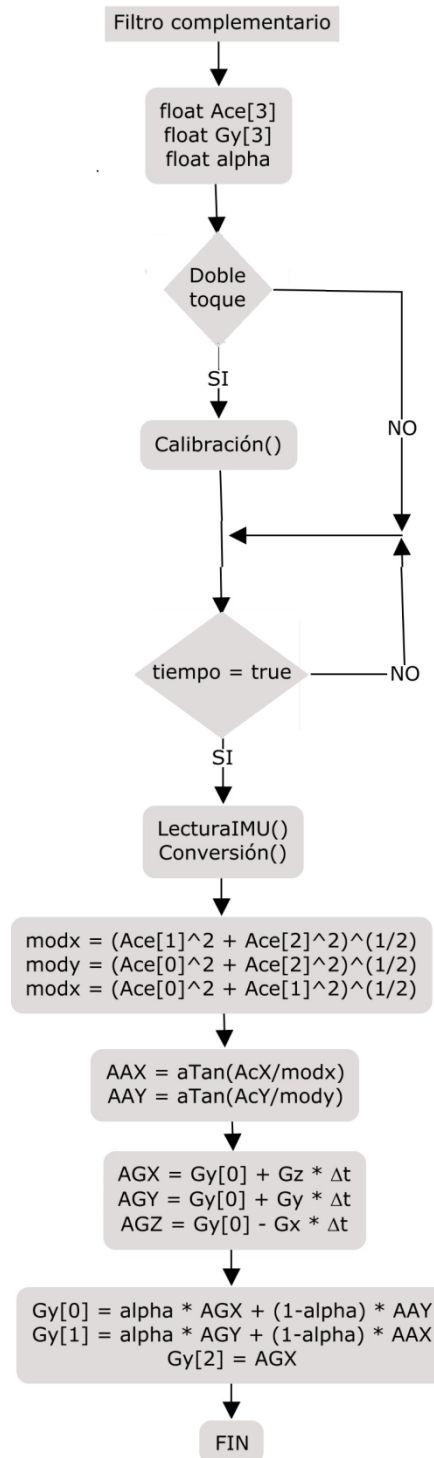 Filtro complementario
float Ace[3]
float Gy[3]
float alpha
Doble
toque
SI
NO
Calibración()
tiempo = true
NO
SI
LecturaIMU()
Conversión()
modx = (Ace[1]^2 + Ace[2]^2)^(1/2)
mody = (Ace[0]^2 + Ace[2]^2)^(1/2)
modx = (Ace[0]^2 + Ace[1]^2)^(1/2)
AAX = aTan(AcX/modx)
AAY = aTan(AcY/mody)
AGX = Gy[0] + Gz * Δt
AGY = Gy[0] + Gy * Δt
AGZ = Gy[0] - Gx * Δt
Gy[0] = alpha * AGX + (1-alpha) * AAY
Gy[1] = alpha * AGY + (1-alpha) * AAX
Gy[2] = AGX
FIN